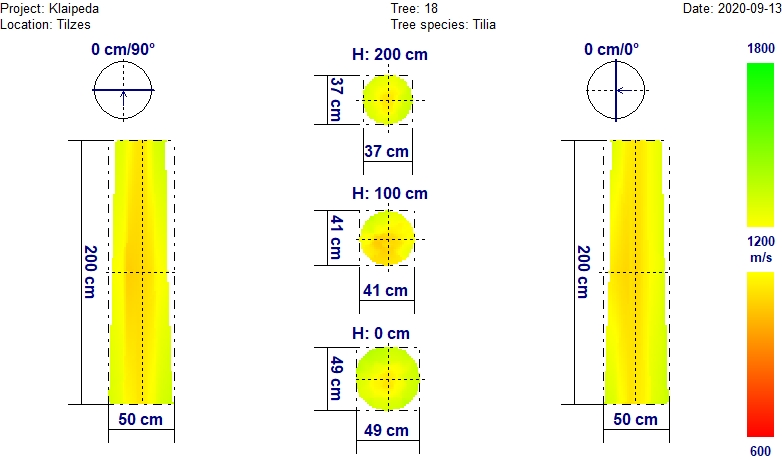 Project: Klaipeda
Tree: 18
Date: 2020-09-13
Location: Tilzes
Tree species: Tilia
0 cm/90°
H: 200 cm
0 cm/0°
1800
37 cm
37 cm
H: 100 cm
41 cm
1200
m/s
200 cm
200 cm
41 cm
H: 0 cm
49 cm
50 cm
49 cm
50 cm
600